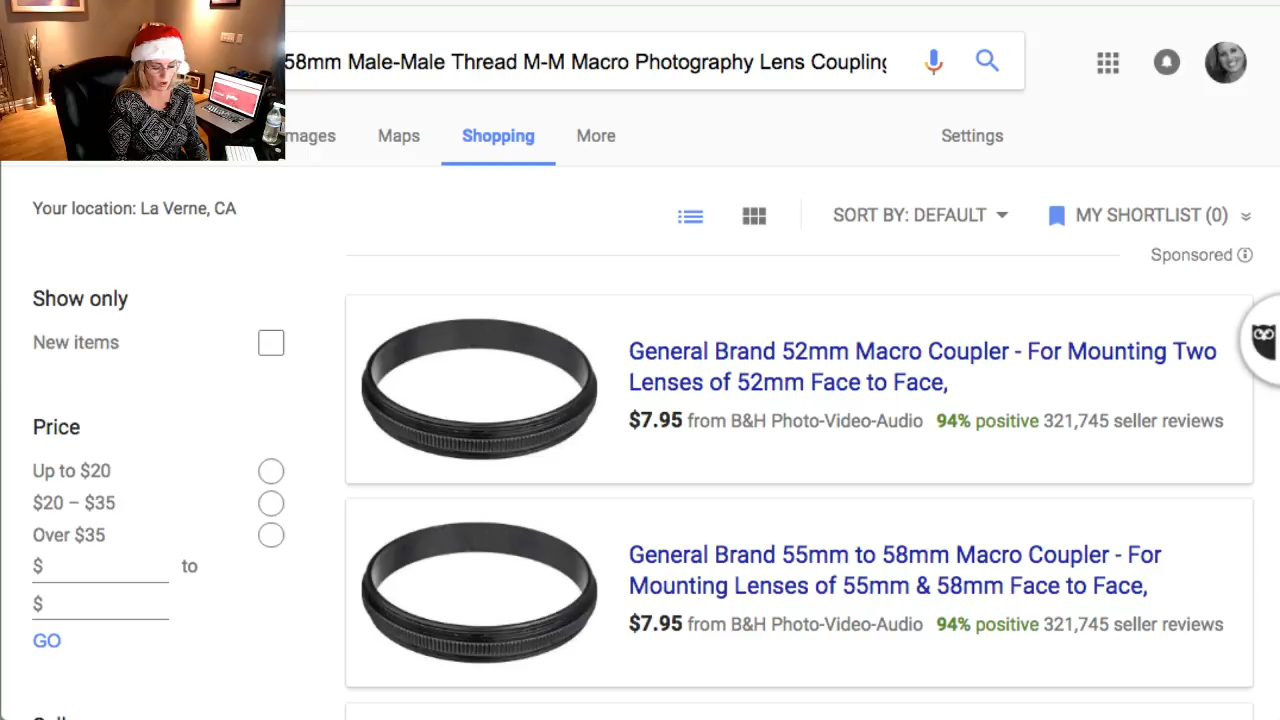 58mm Male-Male Thread M-M Macro Photography Lens Coupling
mages Maps Shopping More Settings
Your location: La Verne, CA
SORT BY: DEFAULT MY SHORTLIST (0)
Sponsored
Show only
New items
Price
Up to $20
$20 – $35
Over $35
$ to
$
GO
General Brand 52mm Macro Coupler - For Mounting Two
Lenses of 52mm Face to Face,
$7.95 from B&H Photo-Video-Audio 94% positive 321,745 seller reviews
General Brand 55mm to 58mm Macro Coupler - For
Mounting Lenses of 55mm & 58mm Face to Face,
$7.95 from B&H Photo-Video-Audio 94% positive 321,745 seller reviews